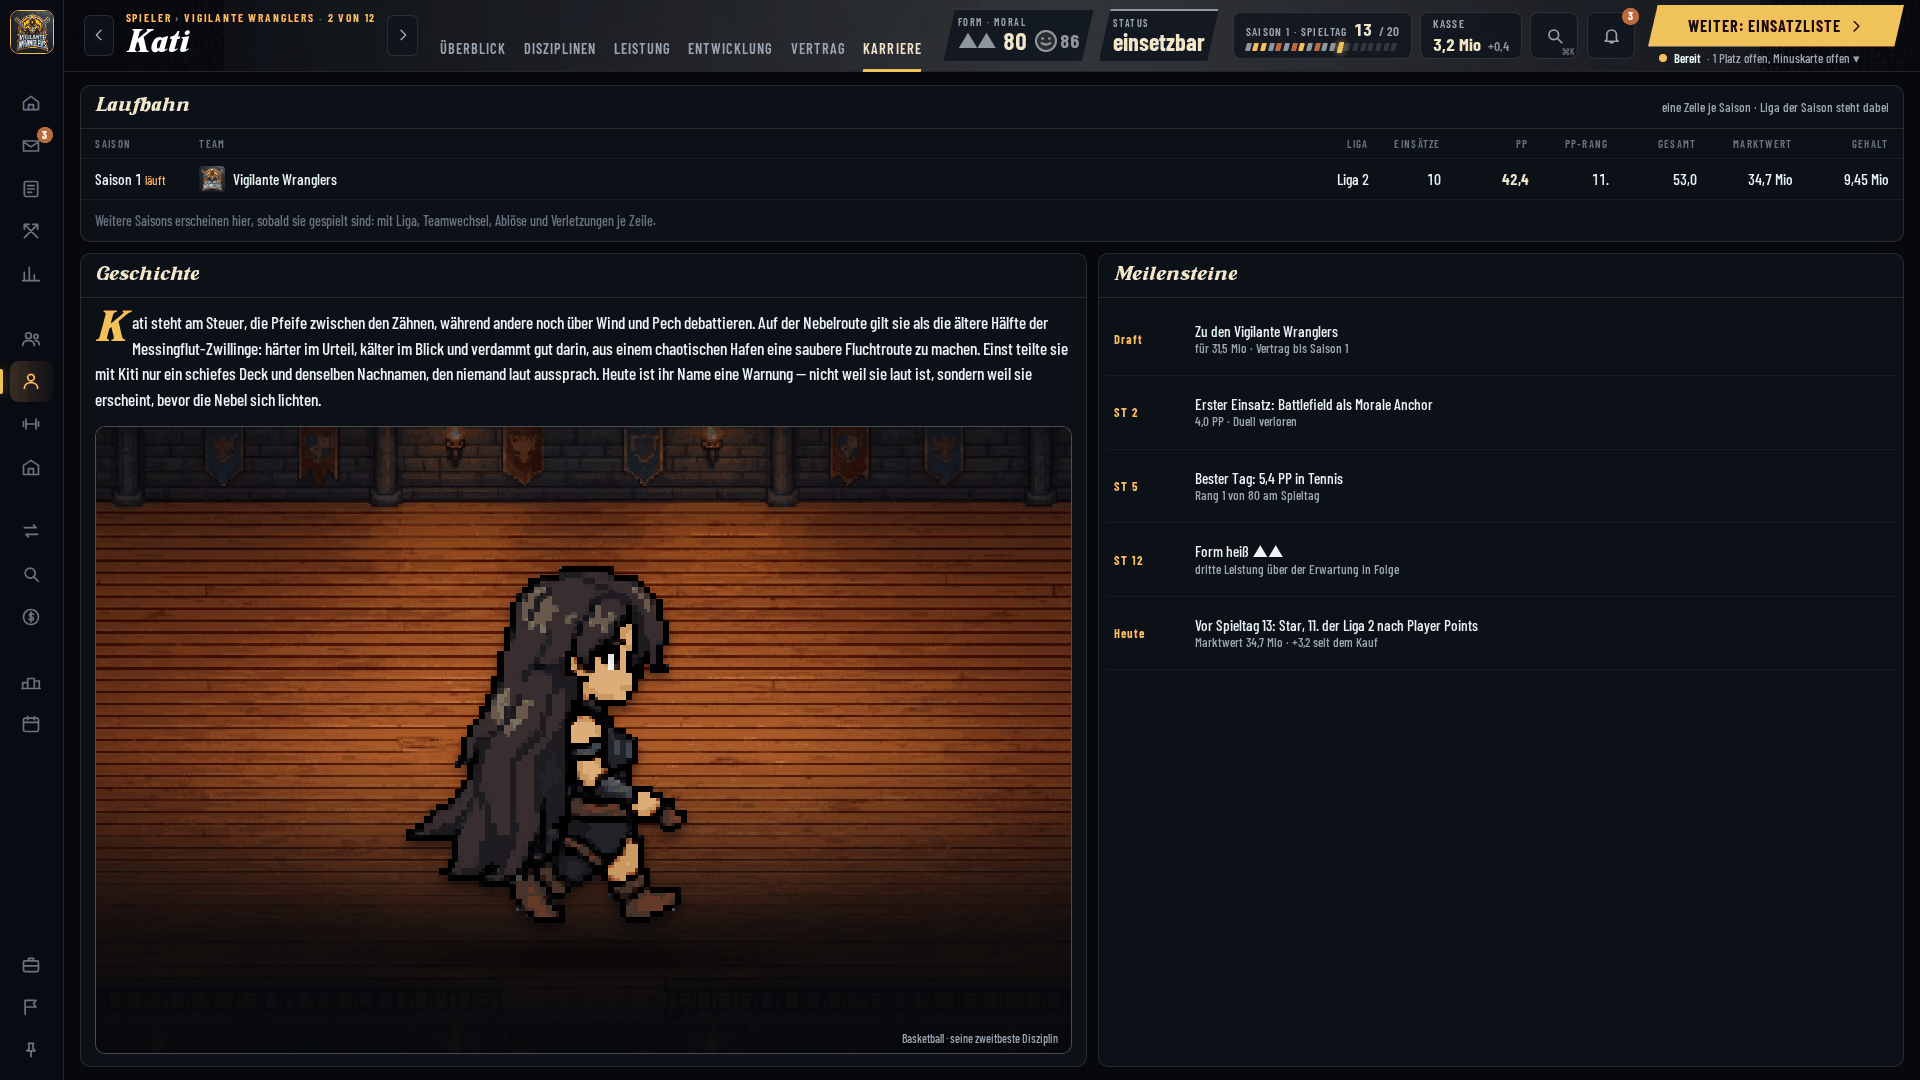 SPIELER › VIGILANTE WRANGLERS · 2 VON 12
Kati
ÜBERBLICK
DISZIPLINEN
LEISTUNG
ENTWICKLUNG
VERTRAG
KARRIERE
FORM · MORAL
80
86
STATUS
einsetzbar
SAISON 1 · SPIELTAG 13 / 20
KASSE
3,2 Mio +0,4
⌘K
3
WEITER: EINSATZLISTE
Bereit · 1 Platz offen, Minuskarte offen ▾
3
Laufbahn
eine Zeile je Saison · Liga der Saison steht dabei
SAISON TEAM LIGA EINSÄTZE PP PP-RANG GESAMT MARKTWERT GEHALT
Saison 1 läuft Vigilante Wranglers Liga 2 10 42,4 11. 53,0 34,7 Mio 9,45 Mio
Weitere Saisons erscheinen hier, sobald sie gespielt sind: mit Liga, Teamwechsel, Ablöse und Verletzungen je Zeile.
Geschichte
Kati steht am Steuer, die Pfeife zwischen den Zähnen, während andere noch über Wind und Pech debattieren. Auf der Nebelroute gilt sie als die ältere Hälfte der
Messingflut-Zwillinge: härter im Urteil, kälter im Blick und verdammt gut darin, aus einem chaotischen Hafen eine saubere Fluchtroute zu machen. Einst teilte sie
mit Kiti nur ein schiefes Deck und denselben Nachnamen, den niemand laut aussprach. Heute ist ihr Name eine Warnung — nicht weil sie laut ist, sondern weil sie
erscheint, bevor die Nebel sich lichten.
Basketball · seine zweitbeste Disziplin
Meilensteine
Draft
Zu den Vigilante Wranglers
für 31,5 Mio · Vertrag bis Saison 1
ST 2
Erster Einsatz: Battlefield als Morale Anchor
4,0 PP · Duell verloren
ST 5
Bester Tag: 5,4 PP in Tennis
Rang 1 von 80 am Spieltag
ST 12
Form heiß ▲▲
dritte Leistung über der Erwartung in Folge
Heute
Vor Spieltag 13: Star, 11. der Liga 2 nach Player Points
Marktwert 34,7 Mio · +3,2 seit dem Kauf